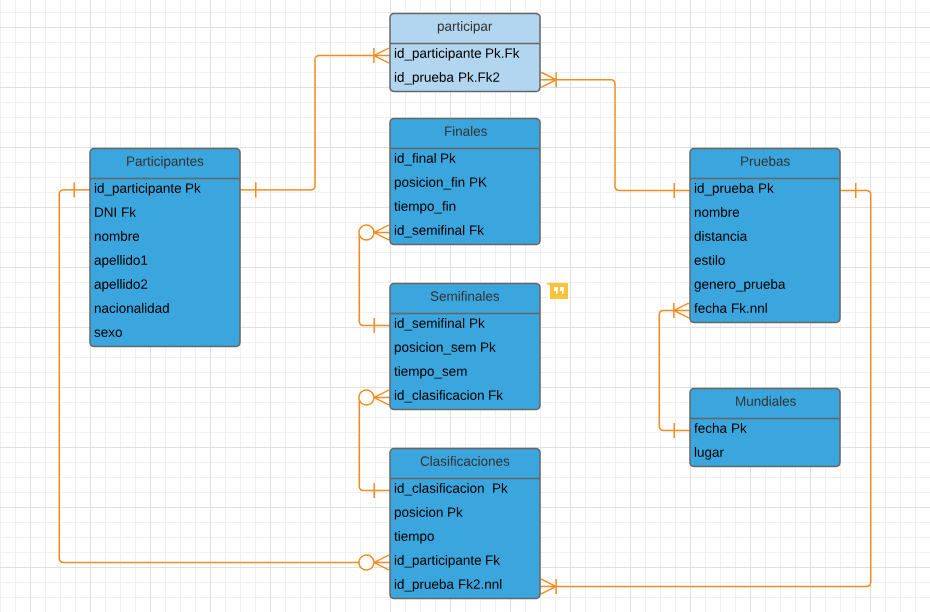 participar
id_participante Pk.Fk
id_prueba Pk.Fk2
Finales
id_final Pk
posicion_fin PK
tiempo_fin
id_semifinal Fk
Participantes
id_participante Pk
DNI Fk
nombre
apellido1
apellido2
nacionalidad
sexo
Pruebas
id_prueba Pk
nombre
distancia
estilo
genero_prueba
fecha Fk.nnl
Semifinales
id_semifinal Pk
posicion_sem Pk
tiempo_sem
id_clasificacion Fk
Mundiales
fecha Pk
lugar
Clasificaciones
id_clasificacion  Pk
posicion Pk
tiempo
id_participante Fk
id_prueba Fk2.nnl